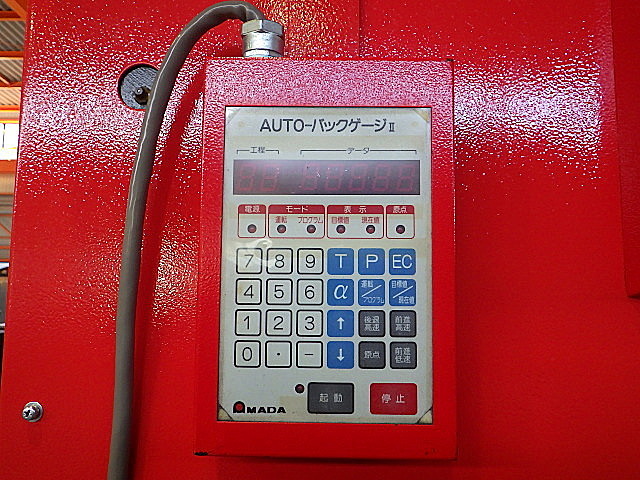 AUTO-バックゲージII
工程 データ
電源 モード 表示 原点
運転 プログラム 目標値 現在値
7 8 9 T P EC
4 5 6 α 運転/プログラム 目標値/現在値
1 2 3 ↑ 後退高速 前進高速
0 · - ↓ 原点 前進低速
起動 停止
AMADA